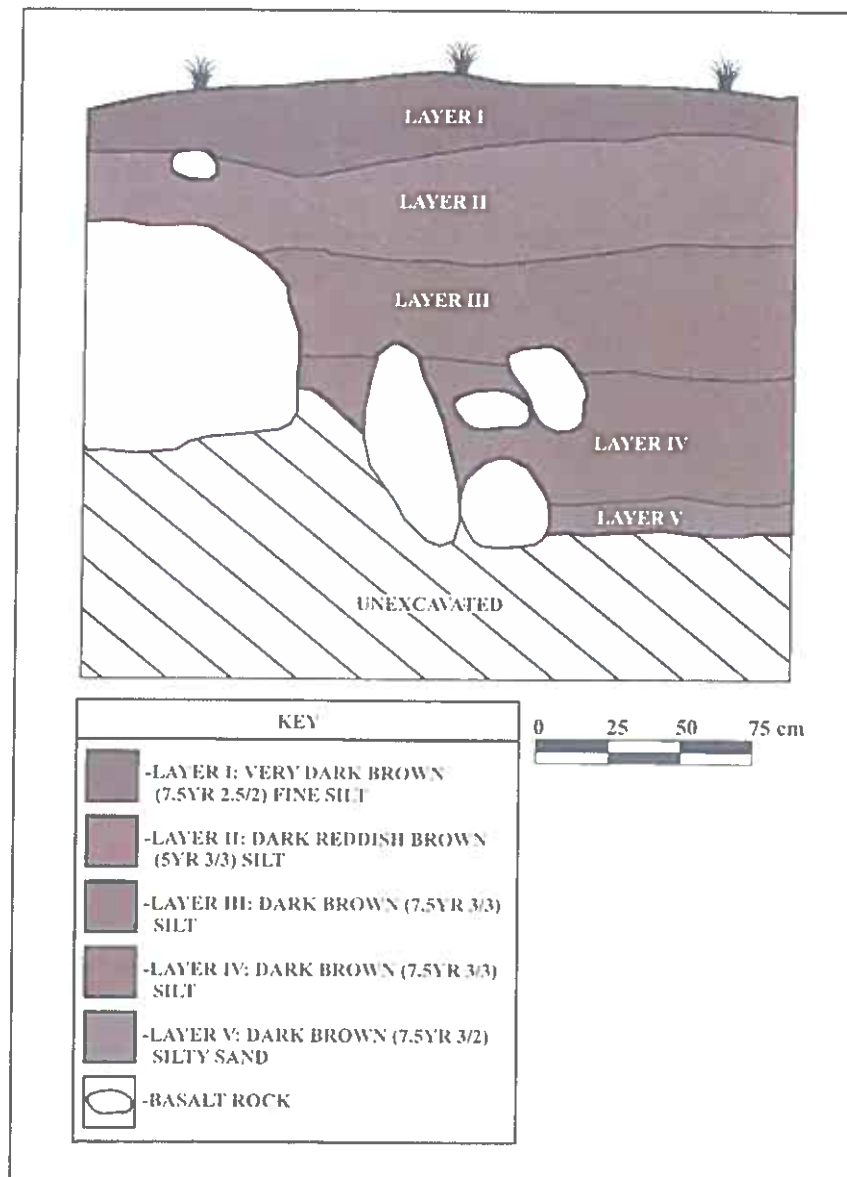 LAYER I
LAYER II
LAYER III
LAYER IV
LAYER V
UNEXCAVATED
KEY
-LAYER I: VERY DARK BROWN
(7.5YR 2.5/2) FINE SILT
-LAYER II: DARK REDDISH BROWN
(5YR 3/3) SILT
-LAYER III: DARK BROWN (7.5YR 3/3)
SILT
-LAYER IV: DARK BROWN (7.5YR 3/3)
SILT
-LAYER V: DARK BROWN (7.5YR 3/2)
SILTY SAND
-BASALT ROCK
0 25 50 75 cm